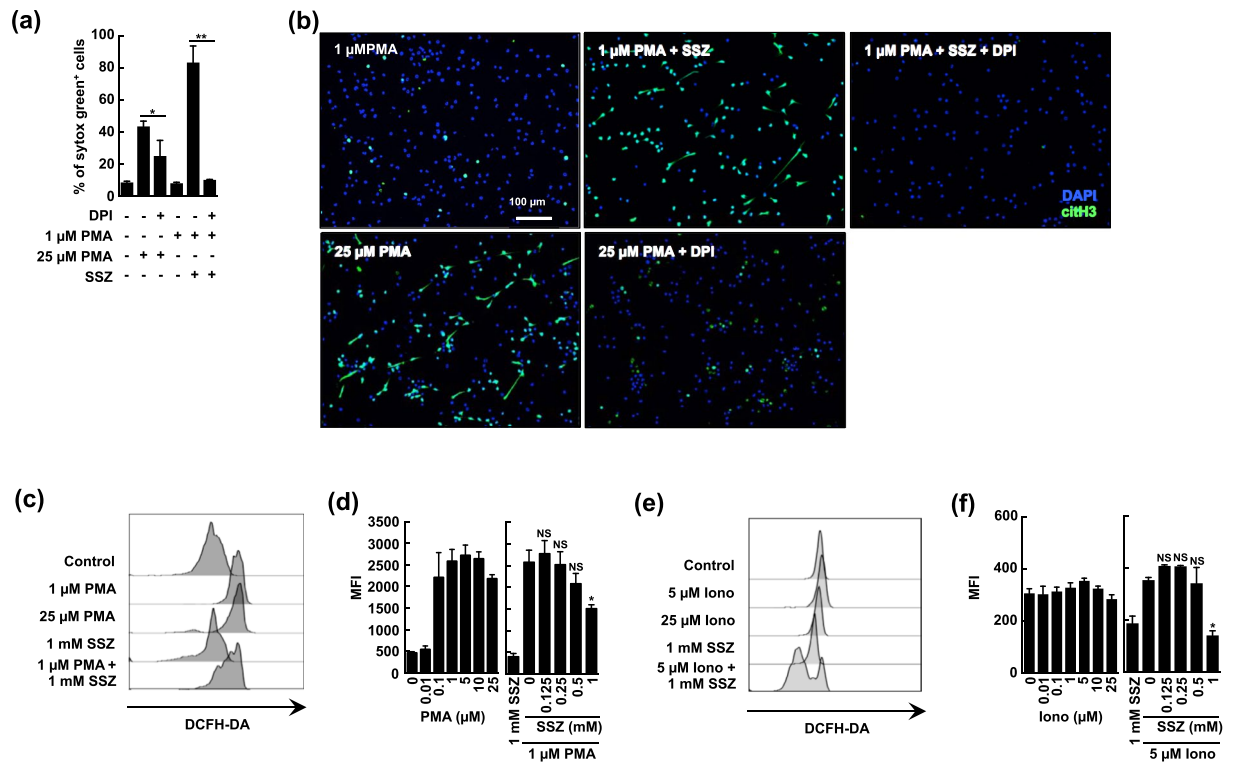 (a)
% of sytox green⁺ cells
100
80
60
40
20
0
* **
DPI - - + - - +
1 µM PMA - - - + + +
25 µM PMA - + + - - -
SSZ - - - - + +
(b)
1 µMPMA
100 µm
1 µM PMA + SSZ
1 µM PMA + SSZ + DPI
DAPI
citH3
25 µM PMA
25 µM PMA + DPI
(c)
Control
1 µM PMA
25 µM PMA
1 mM SSZ
1 µM PMA +
1 mM SSZ
DCFH-DA
(d)
MFI
3500
3000
2500
2000
1500
1000
500
0
NS NS NS *
0 0.01 0.1 1 5 10 25
PMA (µM)
1 mM SSZ 0 0.125 0.25 0.5 1
SSZ (mM)
1 µM PMA
(e)
Control
5 µM Iono
25 µM Iono
1 mM SSZ
5 µM Iono +
1 mM SSZ
DCFH-DA
(f)
MFI
600
400
200
0
NS NS NS *
0 0.01 0.1 1 5 10 25
Iono (µM)
1 mM SSZ 0 0.125 0.25 0.5 1
SSZ (mM)
5 µM Iono